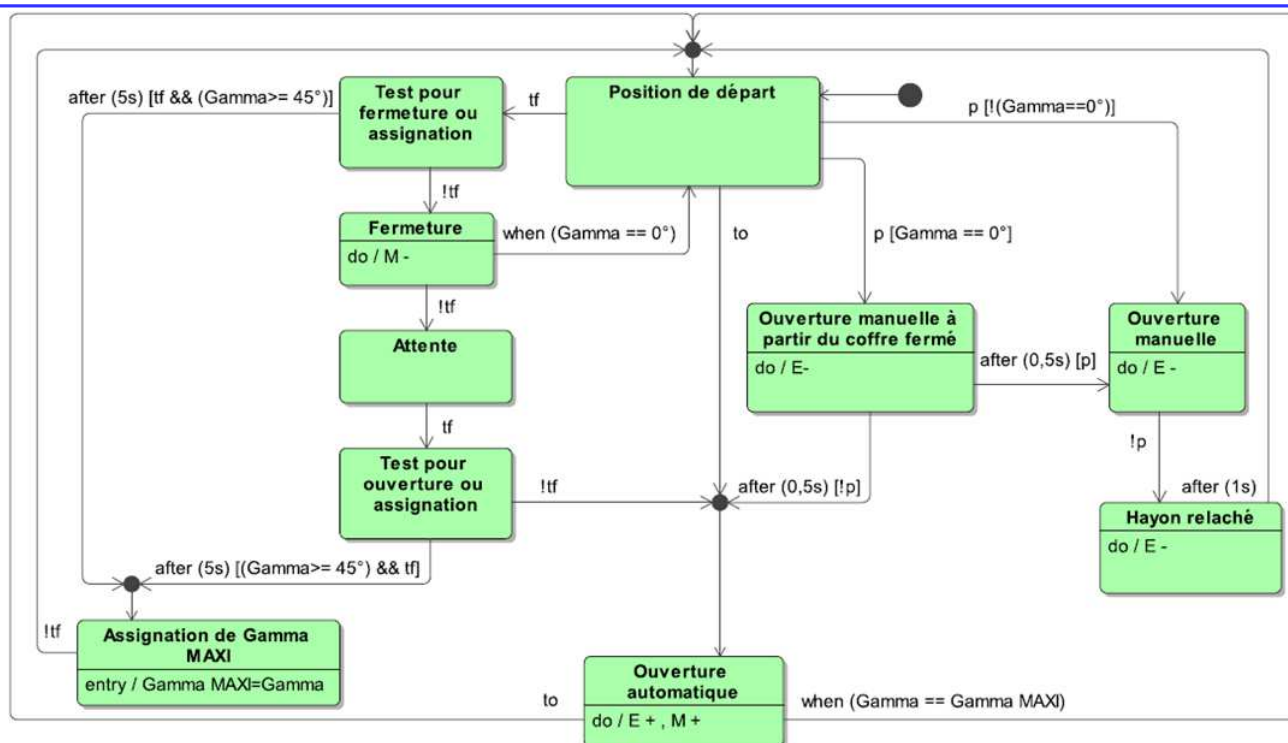 after (5s) [tf && (Gamma>= 45°)]
Test pour
fermeture ou
assignation
tf
Position de départ
p [!(Gamma==0°)]
!tf
Fermeture
do / M -
when (Gamma == 0°)
to
p [Gamma == 0°]
!tf
Attente
Ouverture manuelle à
partir du coffre fermé
do / E-
after (0,5s) [p]
Ouverture
manuelle
do / E -
tf
Test pour
ouverture ou
assignation
!tf
after (0,5s) [!p]
!p
after (1s)
Hayon relaché
do / E -
after (5s) [(Gamma>= 45°) && tf]
!tf
Assignation de Gamma
MAXI
entry / Gamma MAXI=Gamma
to
Ouverture
automatique
do / E + , M +
when (Gamma == Gamma MAXI)